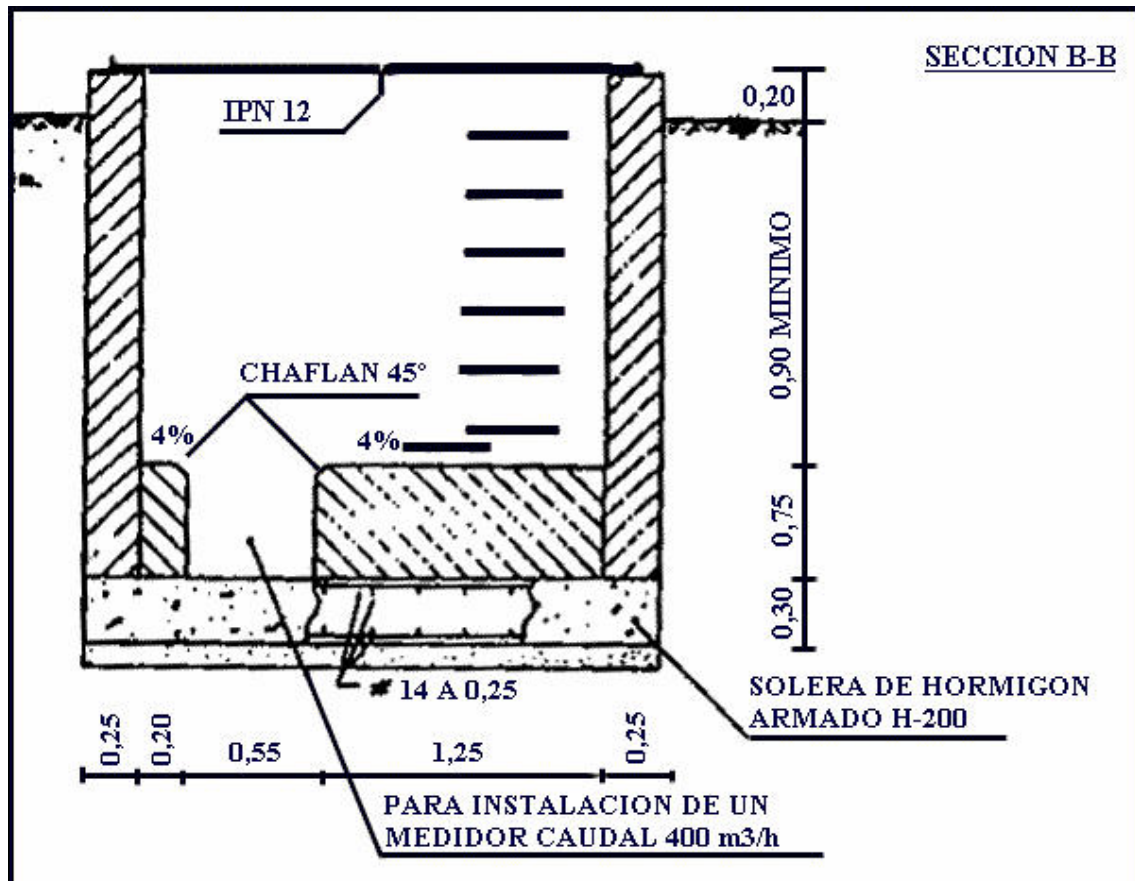 SECCION B-B
0,20
IPN 12
0,90 MINIMO
CHAFLAN 45°
4%
4%
0,75
0,30
# 14 A 0,25
SOLERA DE HORMIGON
ARMADO H-200
0,25
0,20
0,55
1,25
0,25
PARA INSTALACION DE UN
MEDIDOR CAUDAL 400 m3/h